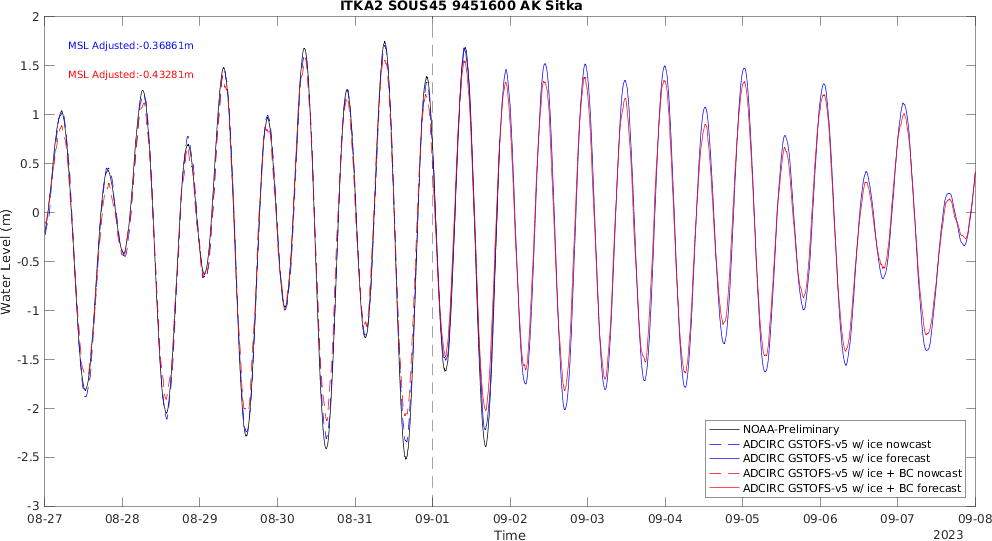 ITKA2 SOUS45 9451600 AK Sitka
MSL Adjusted:-0.36861m
MSL Adjusted:-0.43281m
Water Level (m)
2
1.5
1
0.5
0
-0.5
-1
-1.5
-2
-2.5
-3
NOAA-Preliminary
ADCIRC GSTOFS-v5 w/ ice nowcast
ADCIRC GSTOFS-v5 w/ ice forecast
ADCIRC GSTOFS-v5 w/ ice + BC nowcast
ADCIRC GSTOFS-v5 w/ ice + BC forecast
08-27 08-28 08-29 08-30 08-31 09-01 09-02 09-03 09-04 09-05 09-06 09-07 09-08
Time
2023